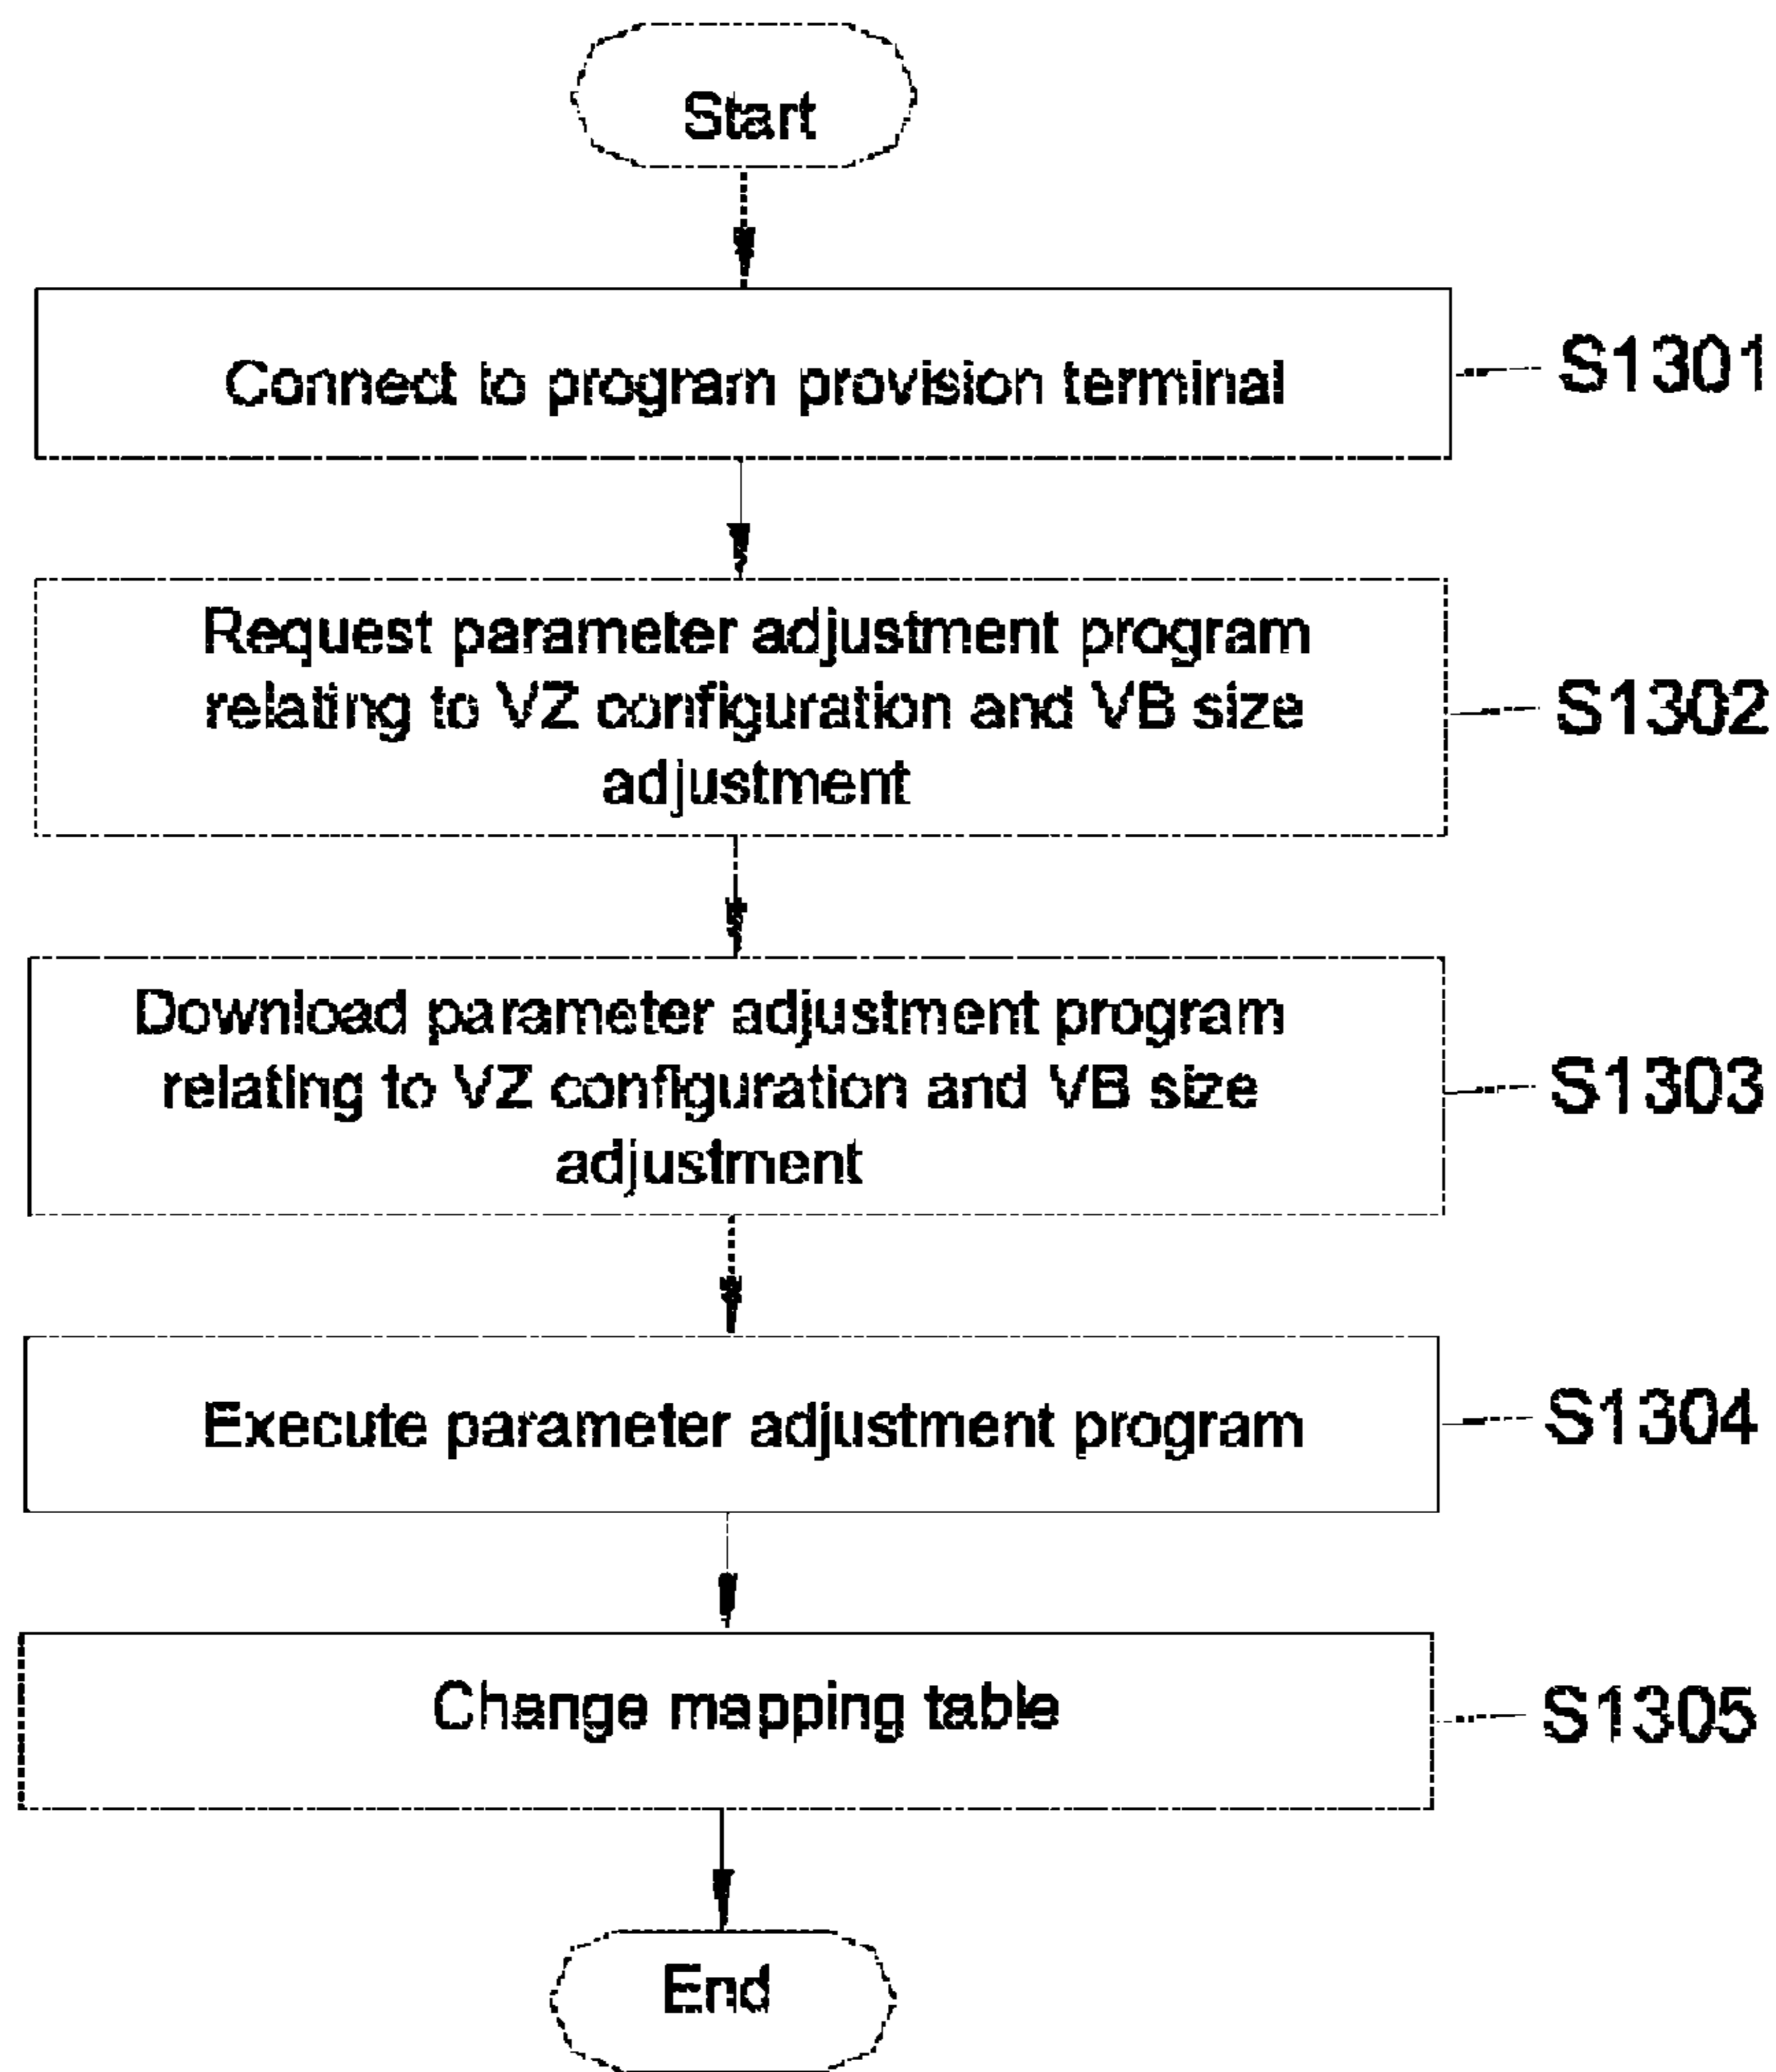 Start
Connect to program provision terminal
S1301
Request parameter adjustment program
relating to VZ configuration and VB size
adjustment
S1302
Download parameter adjustment program
relating to VZ configuration and VB size
adjustment
S1303
Execute parameter adjustment program
S1304
Change mapping table
S1305
End